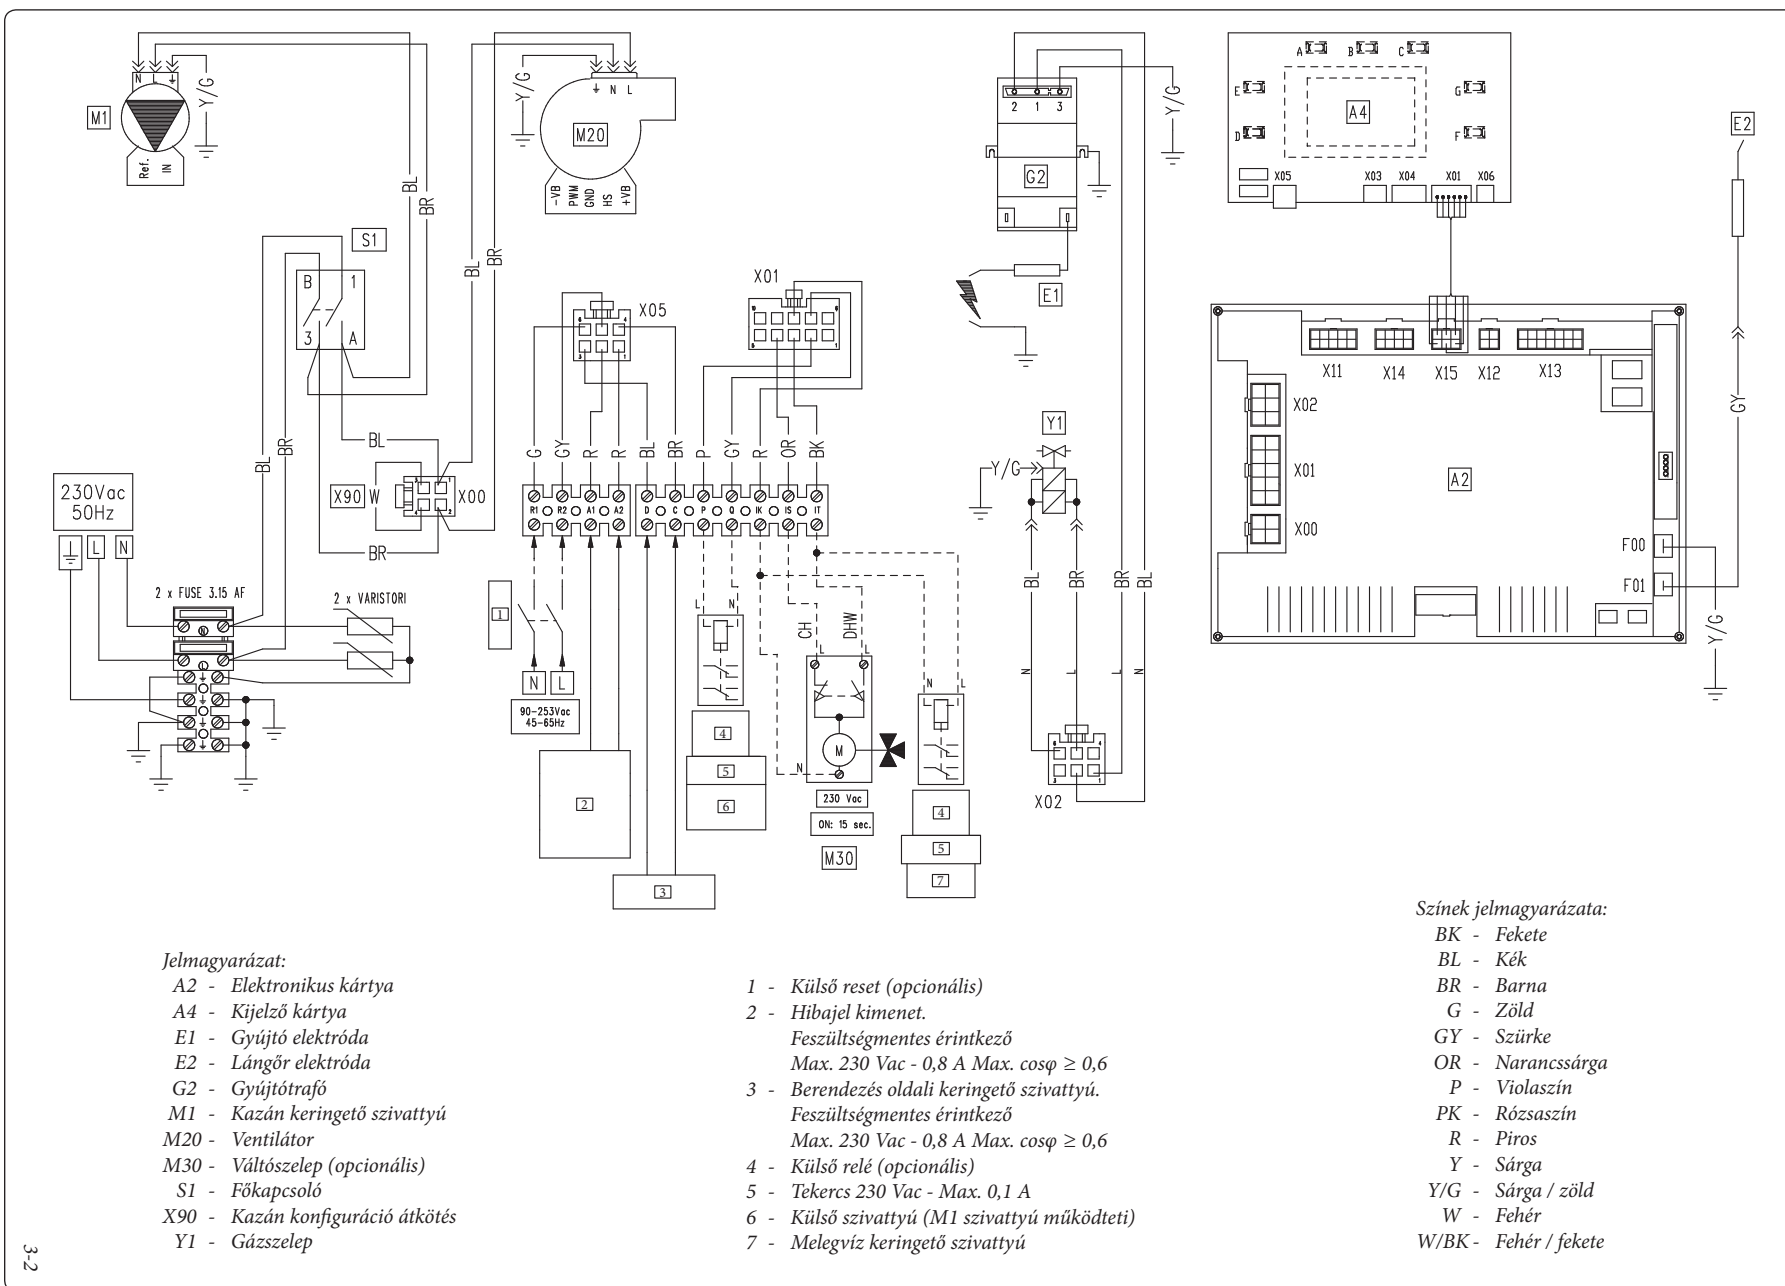 N L
Y/G
M1
Ref.
IN
BL
BR
Y/G
N L
M20
-VB
PWM
GND
HS
+VB
BL
BR
S1
B 1
3 A
BL
BR
BL
X90 W X00
BR
230Vac
50Hz
L N
2 x FUSE 3.15 AF
2 x VARISTORI
N
L
X05
X01
G GY R R BL BR P GY R OR BK
R1 R2 A1 A2 D C P Q IK IS IT
1
N L
90-253Vac
45-65Hz
2
3
L N
4
5
6
CH
DHW
L L
M
N
230 Vac
ON: 15 sec.
M30
N L
4
5
7
2 1 3
G2
Y/G
E1
Y1
Y/G
BL BR BR BL
N L L N
X02
A B C
E G
D F
A4
X05 X03 X04 X01 X06
E2
GY
X11 X14 X15 X12 X13
X02
X01
X00
A2
F00
F01
Y/G
Jelmagyarázat:
A2 - Elektronikus kártya
A4 - Kijelző kártya
E1 - Gyújtó elektróda
E2 - Lángőr elektróda
G2 - Gyújtótrafó
M1 - Kazán keringető szivattyú
M20 - Ventilátor
M30 - Váltószelep (opcionális)
S1 - Főkapcsoló
X90 - Kazán konfiguráció átkötés
Y1 - Gázszelep
1 - Külső reset (opcionális)
2 - Hibajel kimenet.
Feszültségmentes érintkező
Max. 230 Vac - 0,8 A Max. cosφ ≥ 0,6
3 - Berendezés oldali keringető szivattyú.
Feszültségmentes érintkező
Max. 230 Vac - 0,8 A Max. cosφ ≥ 0,6
4 - Külső relé (opcionális)
5 - Tekercs 230 Vac - Max. 0,1 A
6 - Külső szivattyú (M1 szivattyú működteti)
7 - Melegvíz keringető szivattyú
Színek jelmagyarázata:
BK - Fekete
BL - Kék
BR - Barna
G - Zöld
GY - Szürke
OR - Narancssárga
P - Violaszín
PK - Rózsaszín
R - Piros
Y - Sárga
Y/G - Sárga / zöld
W - Fehér
W/BK - Fehér / fekete
3-2